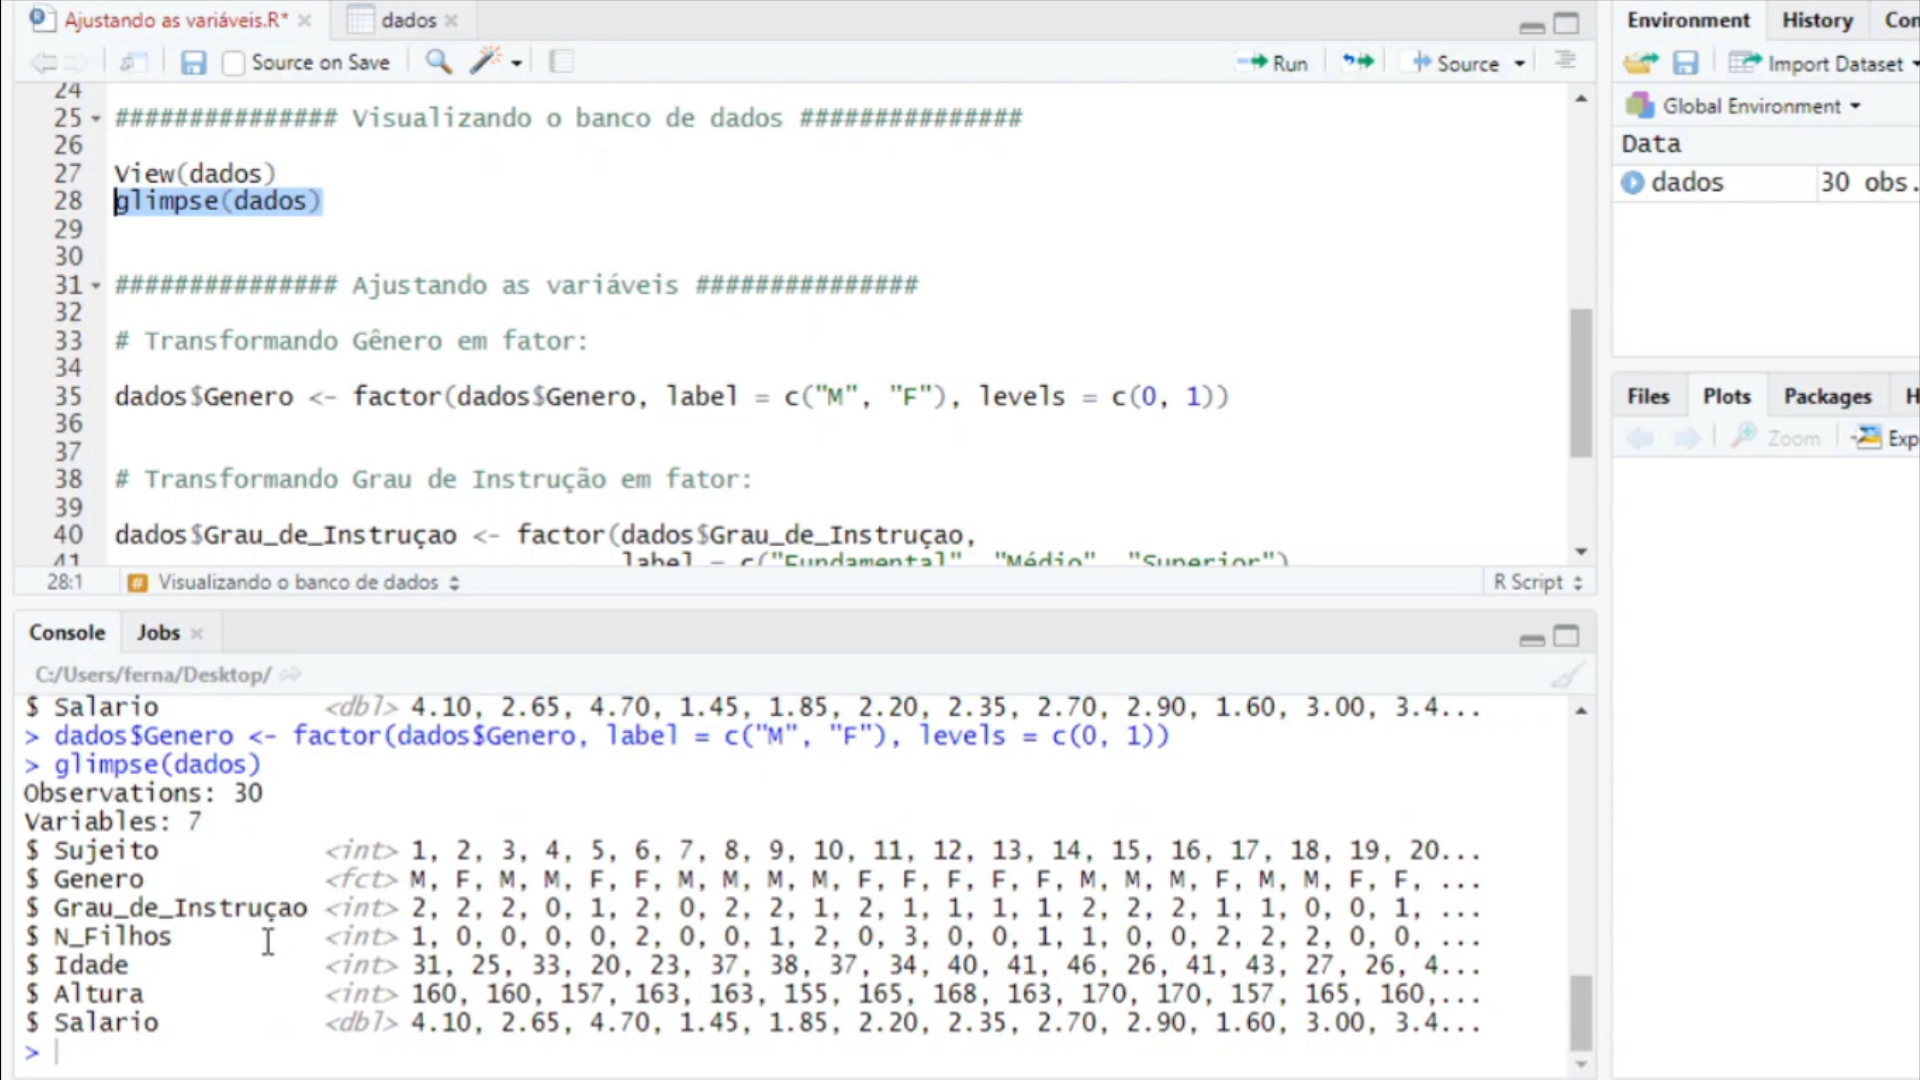 Ajustando as variáveis.R*
dados
Source on Save
Run
Source
24
25 ############### Visualizando o banco de dados ###############
26
27 View(dados)
28 glimpse(dados)
29
30
31 ############### Ajustando as variáveis ###############
32
33 # Transformando Gênero em fator:
34
35 dados$Genero <- factor(dados$Genero, label = c("M", "F"), levels = c(0, 1))
36
37
38 # Transformando Grau de Instrução em fator:
39
40 dados$Grau_de_Instruçao <- factor(dados$Grau_de_Instruçao,
41 label = c("Fundamental", "Médio", "Superior")
28:1 # Visualizando o banco de dados R Script
Console Jobs
C:/Users/ferna/Desktop/
$ Salario <dbl> 4.10, 2.65, 4.70, 1.45, 1.85, 2.20, 2.35, 2.70, 2.90, 1.60, 3.00, 3.4...
> dados$Genero <- factor(dados$Genero, label = c("M", "F"), levels = c(0, 1))
> glimpse(dados)
Observations: 30
Variables: 7
$ Sujeito <int> 1, 2, 3, 4, 5, 6, 7, 8, 9, 10, 11, 12, 13, 14, 15, 16, 17, 18, 19, 20...
$ Genero <fct> M, F, M, M, F, F, M, M, M, M, F, F, F, F, F, M, M, M, F, M, M, F, F, ...
$ Grau_de_Instruçao <int> 2, 2, 2, 0, 1, 2, 0, 2, 2, 1, 2, 1, 1, 1, 1, 2, 2, 2, 1, 1, 0, 0, 1, ...
$ N_Filhos <int> 1, 0, 0, 0, 0, 2, 0, 0, 1, 2, 0, 3, 0, 0, 1, 1, 0, 0, 2, 2, 2, 0, 0, ...
$ Idade <int> 31, 25, 33, 20, 23, 37, 38, 37, 34, 40, 41, 46, 26, 41, 43, 27, 26, 4...
$ Altura <int> 160, 160, 157, 163, 163, 155, 165, 168, 163, 170, 170, 157, 165, 160,...
$ Salario <dbl> 4.10, 2.65, 4.70, 1.45, 1.85, 2.20, 2.35, 2.70, 2.90, 1.60, 3.00, 3.4...
>
Environment History Con
Import Dataset
Global Environment
Data
dados 30 obs.
Files Plots Packages H
Zoom Exp